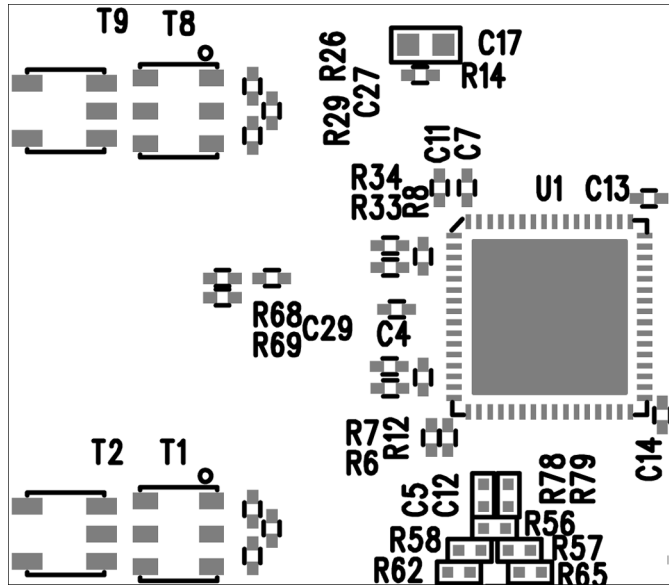 T9 T8
R26
C17
R14
R29
C27
C11
C7
R34
R33
R8
U1
C13
R68
R69
C29
C4
R7
R6
R12
C14
T2 T1
C5
C12
R78
R79
R56
R58
R57
R62
R65